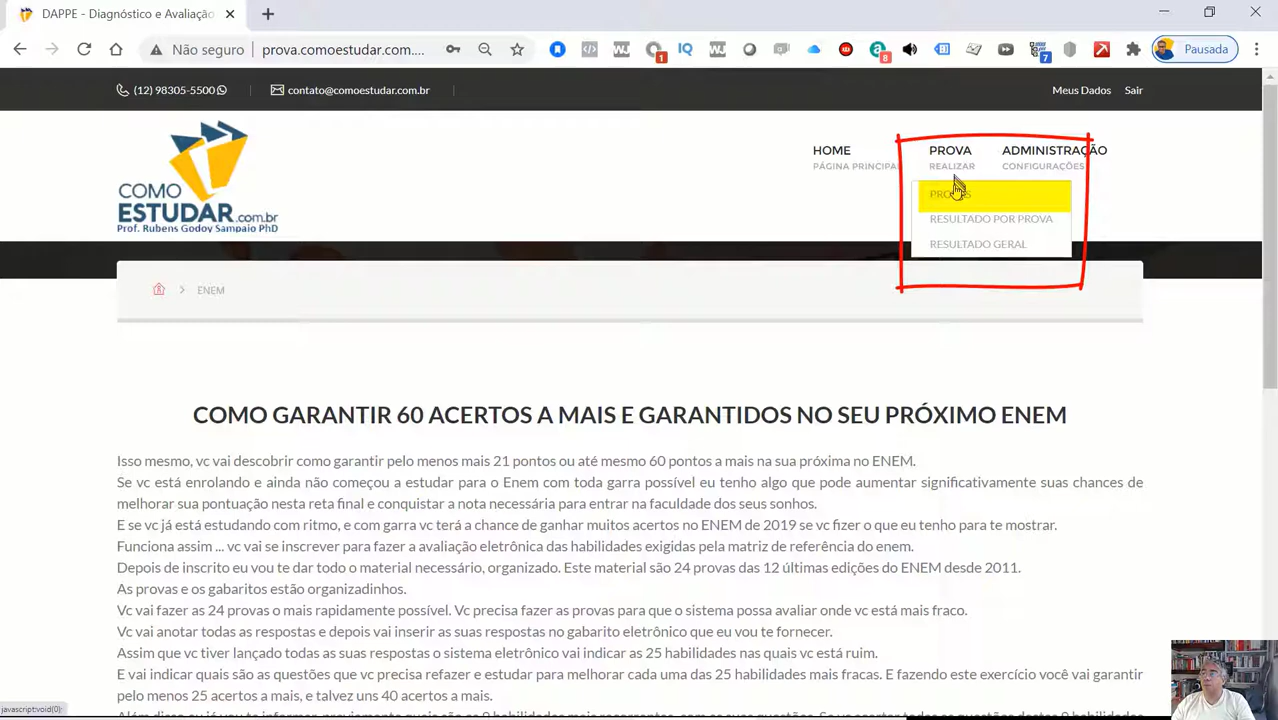 DAPPE - Diagnóstico e Avaliação
Não seguro
prova.comoestudar.com....
Pausada
(12) 98305-5500
contato@comoestudar.com.br
Meus Dados
Sair
COMO
ESTUDAR.com.br
Prof. Rubens Godoy Sampaio PhD
HOME
PÁGINA PRINCIPAL
PROVA
REALIZAR
ADMINISTRAÇÃO
CONFIGURAÇÕES
RESULTADO POR PROVA
RESULTADO GERAL
ENEM
COMO GARANTIR 60 ACERTOS A MAIS E GARANTIDOS NO SEU PRÓXIMO ENEM
Isso mesmo, vc vai descobrir como garantir pelo menos mais 21 pontos ou até mesmo 60 pontos a mais na sua próxima no ENEM.
Se vc está enrolando e ainda não começou a estudar para o Enem com toda garra possível eu tenho algo que pode aumentar significativamente suas chances de
melhorar sua pontuação nesta reta final e conquistar a nota necessária para entrar na faculdade dos seus sonhos.
E se vc já está estudando com ritmo, e com garra vc terá a chance de ganhar muitos acertos no ENEM de 2019 se vc fizer o que eu tenho para te mostrar.
Funciona assim ... vc vai se inscrever para fazer a avaliação eletrônica das habilidades exigidas pela matriz de referência do enem.
Depois de inscrito eu vou te dar todo o material necessário, organizado. Este material são 24 provas das 12 últimas edições do ENEM desde 2011.
As provas e os gabaritos estão organizadinhos.
Vc vai fazer as 24 provas o mais rapidamente possível. Vc precisa fazer as provas para que o sistema possa avaliar onde vc está mais fraco.
Vc vai anotar todas as respostas e depois vai inserir as suas respostas no gabarito eletrônico que eu vou te fornecer.
Assim que vc tiver lançado todas as suas respostas o sistema eletrônico vai indicar as 25 habilidades nas quais vc está ruim.
E vai indicar quais são as questões que vc precisa refazer e estudar para melhorar cada uma das 25 habilidades mais fracas. E fazendo este exercício você vai garantir
pelo menos 25 acertos a mais, e talvez uns 40 acertos a mais.
javascript:void(0);